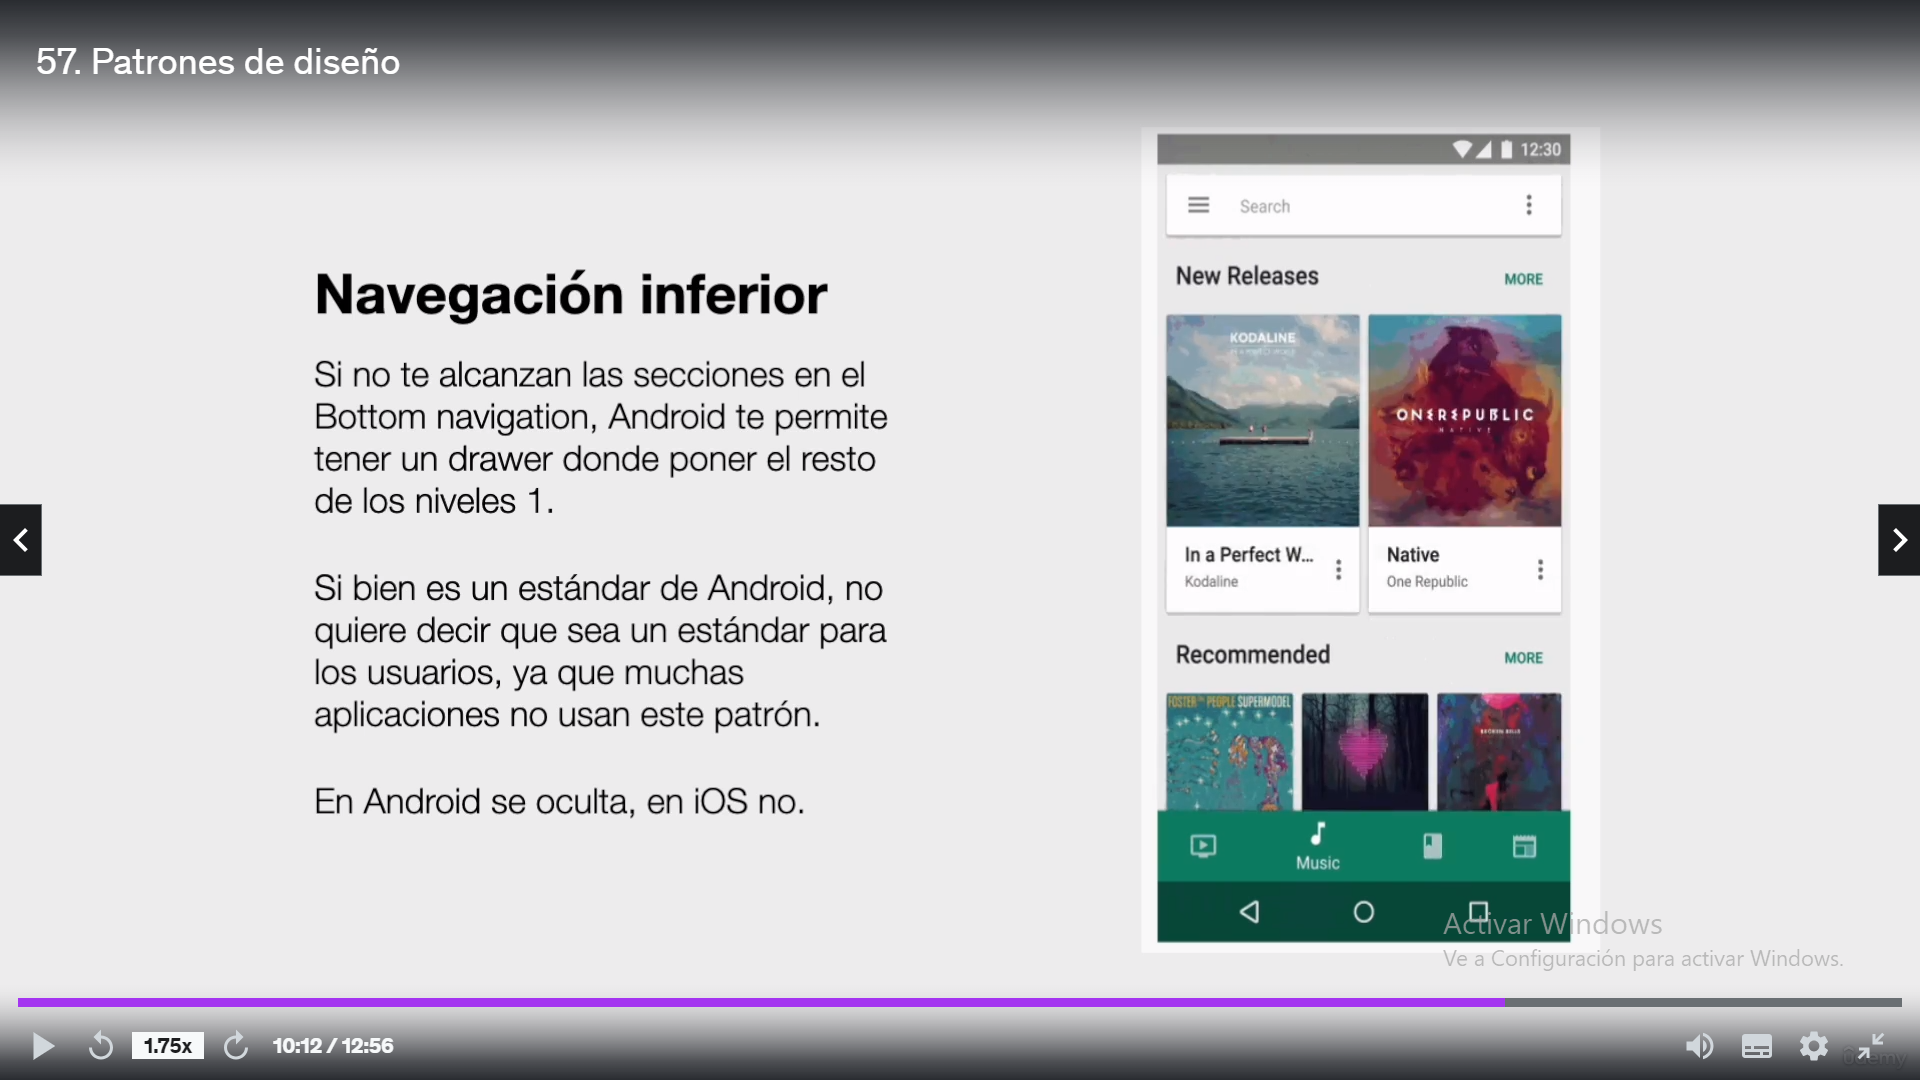 57. Patrones de diseño
12:30
Search
Navegación inferior
Si no te alcanzan las secciones en el
Bottom navigation, Android te permite
tener un drawer donde poner el resto
de los niveles 1.
Si bien es un estándar de Android, no
quiere decir que sea un estándar para
los usuarios, ya que muchas
aplicaciones no usan este patrón.
En Android se oculta, en iOS no.
New Releases
MORE
KODALINE
ONEREPUBLIC
NATIVE
In a Perfect W...
Kodaline
Native
One Republic
Recommended
MORE
FOSTER THE PEOPLE SUPERMODEL
BROKEN BELLS
Music
Activar Windows
Ve a Configuración para activar Windows.
1.75x
10:12 / 12:56
ûdemy